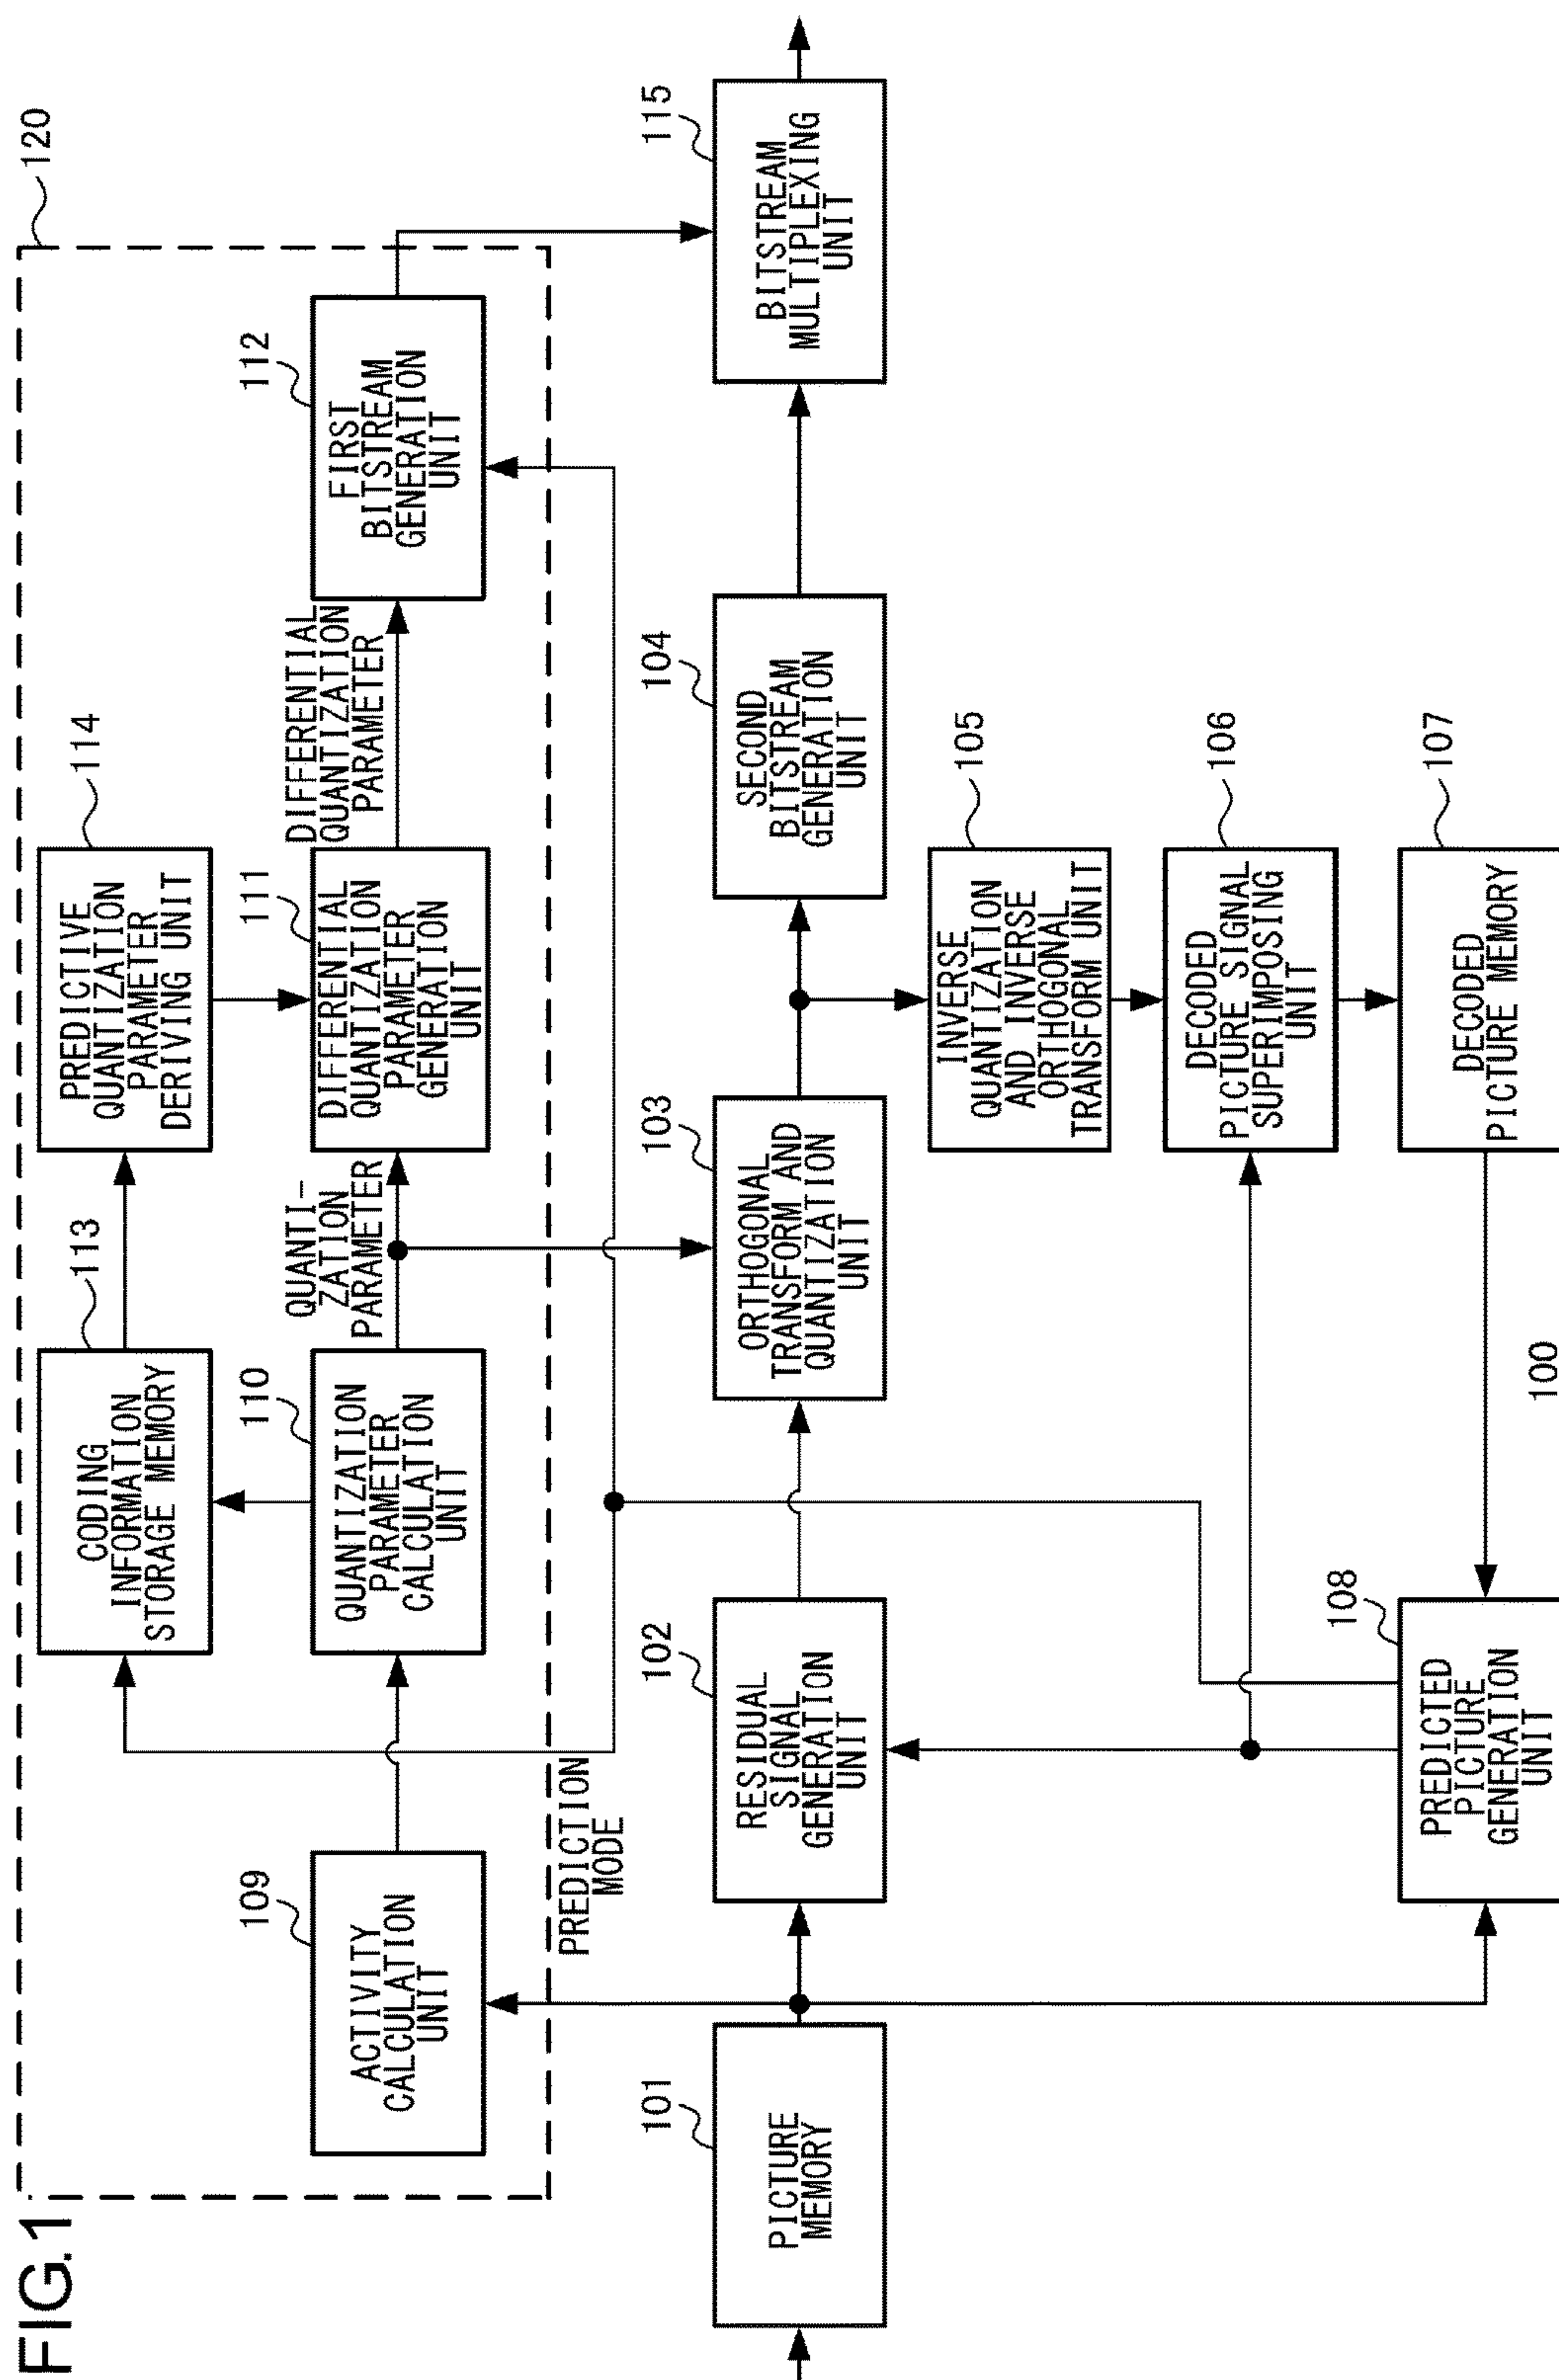 FIG.1
120
113
CODING
INFORMATION
STORAGE MEMORY
114
PREDICTIVE
QUANTIZATION
PARAMETER
DERIVING UNIT
109
ACTIVITY
CALCULATION
UNIT
110
QUANTIZATION
PARAMETER
CALCULATION
UNIT
QUANTI-
ZATION
PARAMETER
111
DIFFERENTIAL
QUANTIZATION
PARAMETER
GENERATION
UNIT
DIFFERENTIAL
QUANTIZATION
PARAMETER
112
FIRST
BITSTREAM
GENERATION
UNIT
PREDICTION
MODE
101
PICTURE
MEMORY
102
RESIDUAL
SIGNAL
GENERATION
UNIT
103
ORTHOGONAL
TRANSFORM AND
QUANTIZATION
UNIT
104
SECOND
BITSTREAM
GENERATION
UNIT
115
BITSTREAM
MULTIPLEXING
UNIT
105
INVERSE
QUANTIZATION
AND INVERSE
ORTHOGONAL
TRANSFORM UNIT
106
DECODED
PICTURE SIGNAL
SUPERIMPOSING
UNIT
108
PREDICTED
PICTURE
GENERATION
UNIT
107
DECODED
PICTURE MEMORY
100